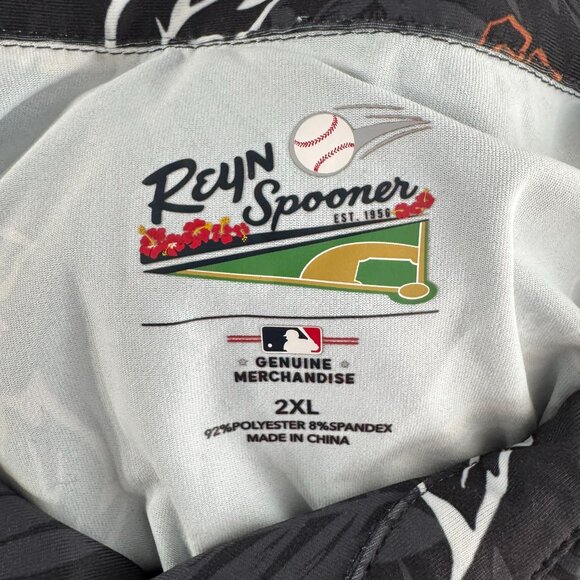 REYN
Spooner
EST. 1956
GENUINE
MERCHANDISE
2XL
92%POLYESTER 8%SPANDEX
MADE IN CHINA